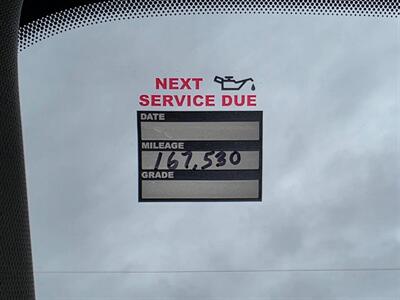 NEXT
SERVICE DUE
DATE
MILEAGE
167,530
GRADE